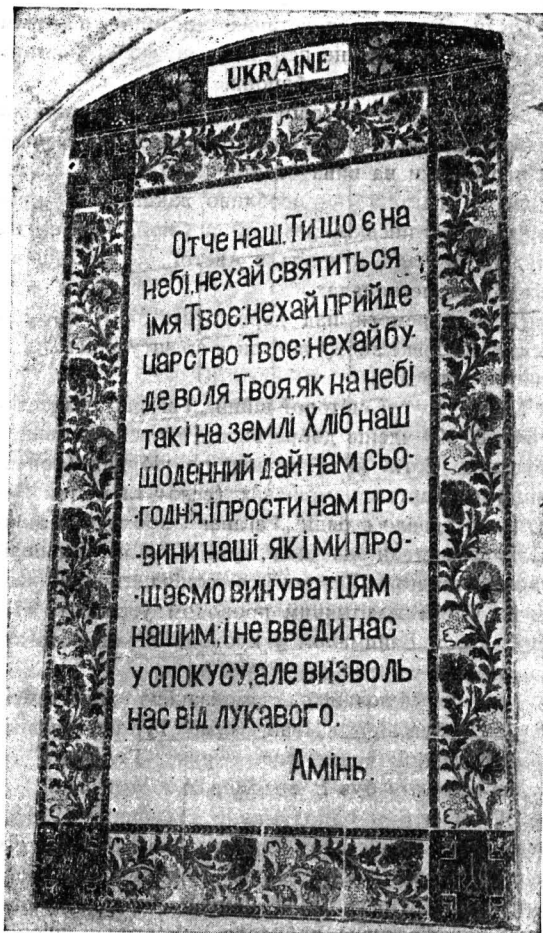 UKRAINE
Отче наш. Ти що є на
небі. нехай святиться
імя Твоє: нехай прийде
царство Твоє: нехай бу-
де воля Твоя. як на небі
так і на землі. Хліб наш
щоденний дай нам сьо-
-годня: і прости нам про-
-вини наші. як і ми про-
-щаємо винуватцям
нашим: і не введи нас
у спокусу, але визволь
нас від лукавого.
Амінь.